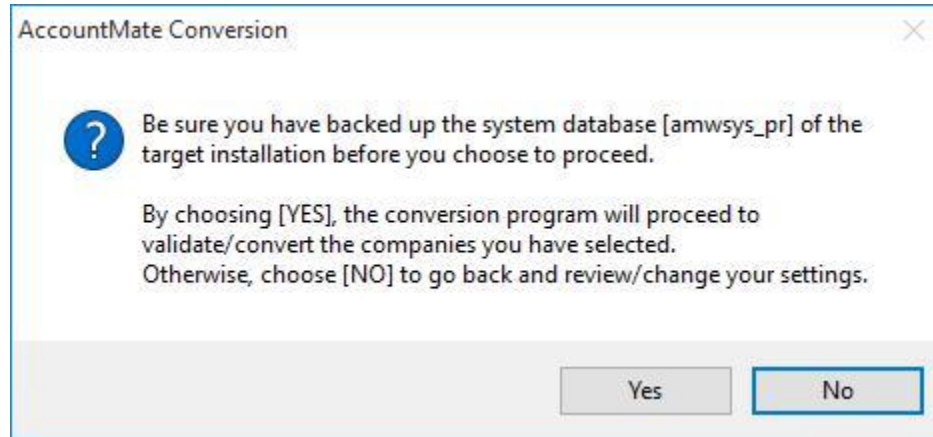 AccountMate Conversion
Be sure you have backed up the system database [amwsys_pr] of the
target installation before you choose to proceed.
By choosing [YES], the conversion program will proceed to
validate/convert the companies you have selected.
Otherwise, choose [NO] to go back and review/change your settings.
Yes
No